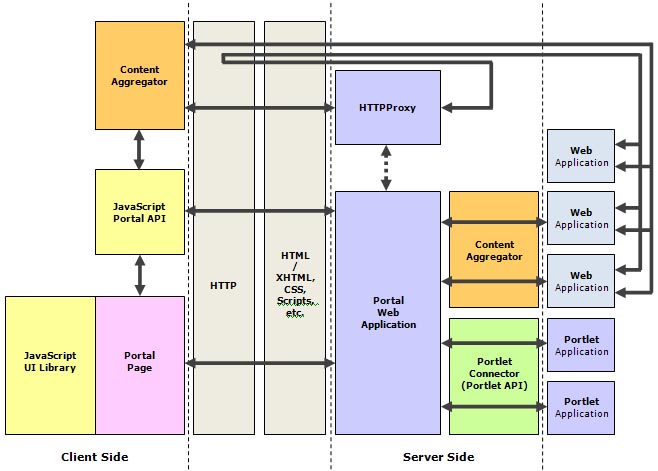 Content
Aggregator
HTTPProxy
Web
Application
JavaScript
Portal API
Web
Application
Content
Aggregator
HTTP
HTML
/
XHTML,
CSS,
Scripts,
etc.
Portal
Web
Application
Web
Application
JavaScript
UI Library
Portal
Page
Portlet
Connector
(Portlet API)
Portlet
Application
Portlet
Application
Client Side
Server Side